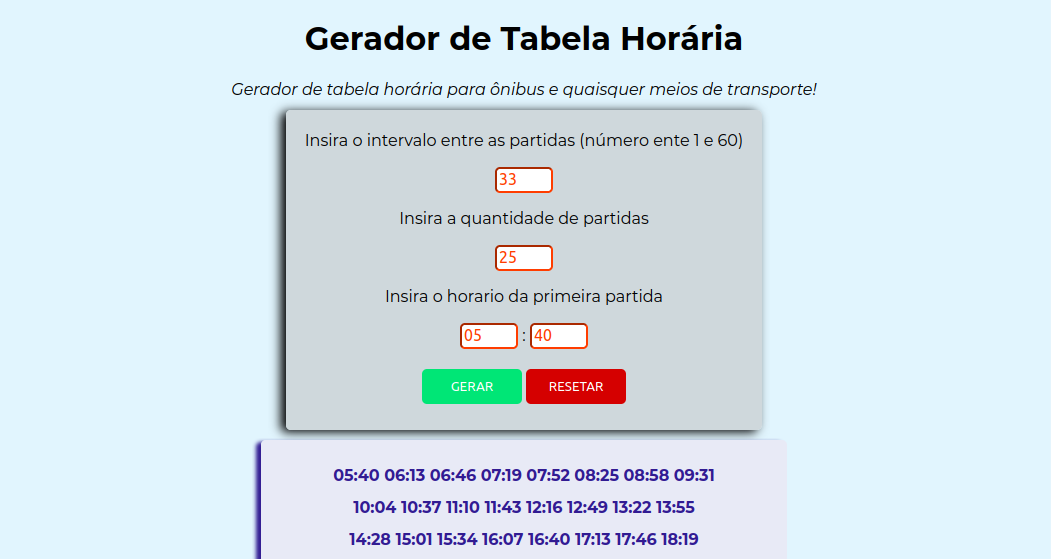 Gerador de Tabela Horária
Gerador de tabela horária para ônibus e quaisquer meios de transporte!
Insira o intervalo entre as partidas (número ente 1 e 60)
33
Insira a quantidade de partidas
25
Insira o horario da primeira partida
05 : 40
GERAR RESETAR
05:40 06:13 06:46 07:19 07:52 08:25 08:58 09:31
10:04 10:37 11:10 11:43 12:16 12:49 13:22 13:55
14:28 15:01 15:34 16:07 16:40 17:13 17:46 18:19